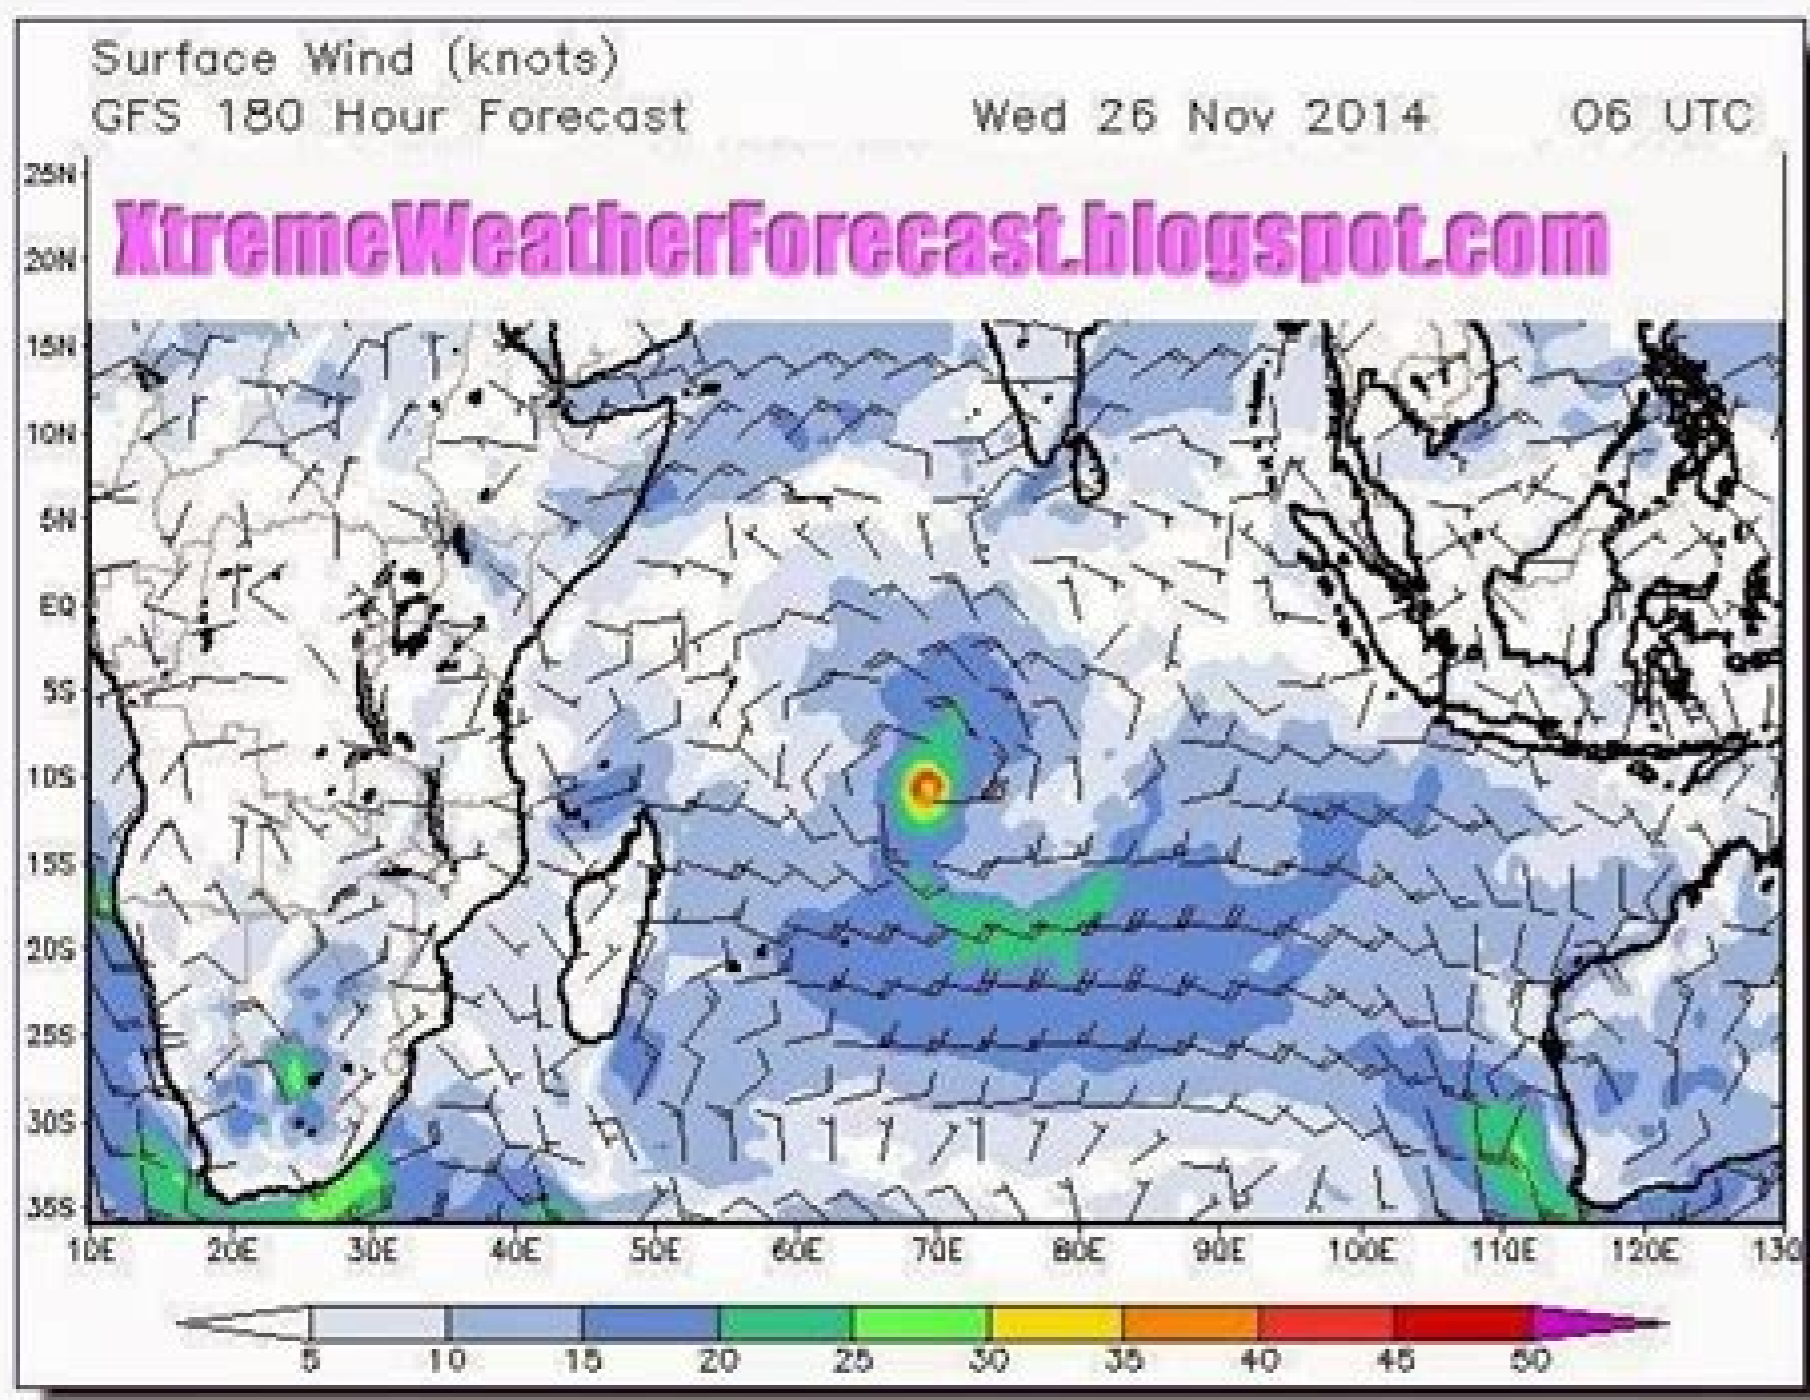 Surface Wind (knots)
GFS 180 Hour Forecast Wed 26 Nov 2014 06 UTC
25N
XtremeWeatherForecast.blogspot.com
20N
15N
10N
5N
EQ
5S
10S
15S
20S
25S
30S
35S
10E 20E 30E 40E 50E 60E 70E 80E 90E 100E 110E 120E 130
5 10 15 20 25 30 35 40 45 50